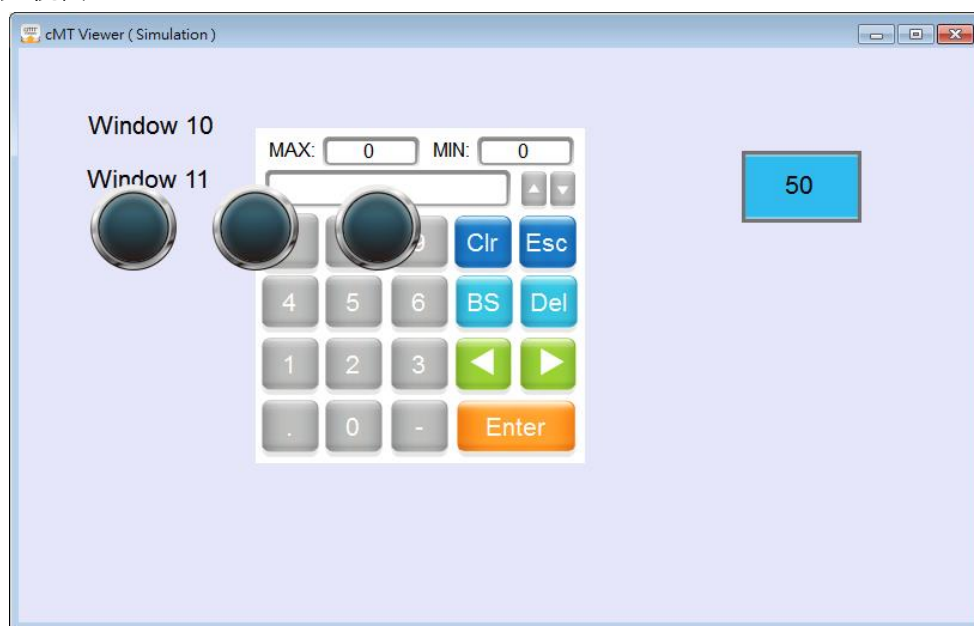 cMT Viewer ( Simulation )
Window 10
MAX: 0 MIN: 0
Window 11
50
9 Clr Esc
4 5 6 BS Del
1 2 3
. 0 - Enter